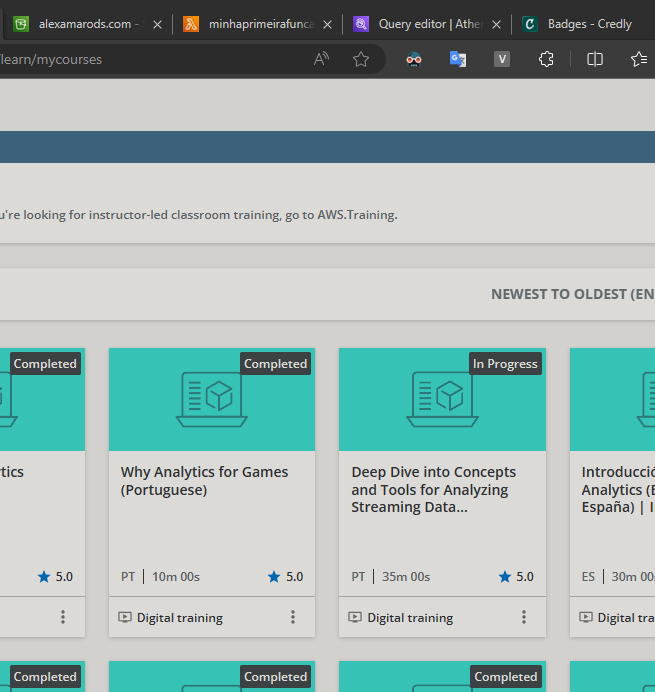 alexamarods.com -
minhaprimeirafunca
Query editor | Athe
Badges - Credly
learn/mycourses
V
u're looking for instructor-led classroom training, go to AWS.Training.
NEWEST TO OLDEST (EN
Completed
tics
5.0
Completed
Why Analytics for Games
(Portuguese)
PT | 10m 00s
5.0
Digital training
In Progress
Deep Dive into Concepts
and Tools for Analyzing
Streaming Data...
PT | 35m 00s
5.0
Digital training
Introducció
Analytics (E
España) | I
ES | 30m 00
Digital tra
Completed
Completed
Completed